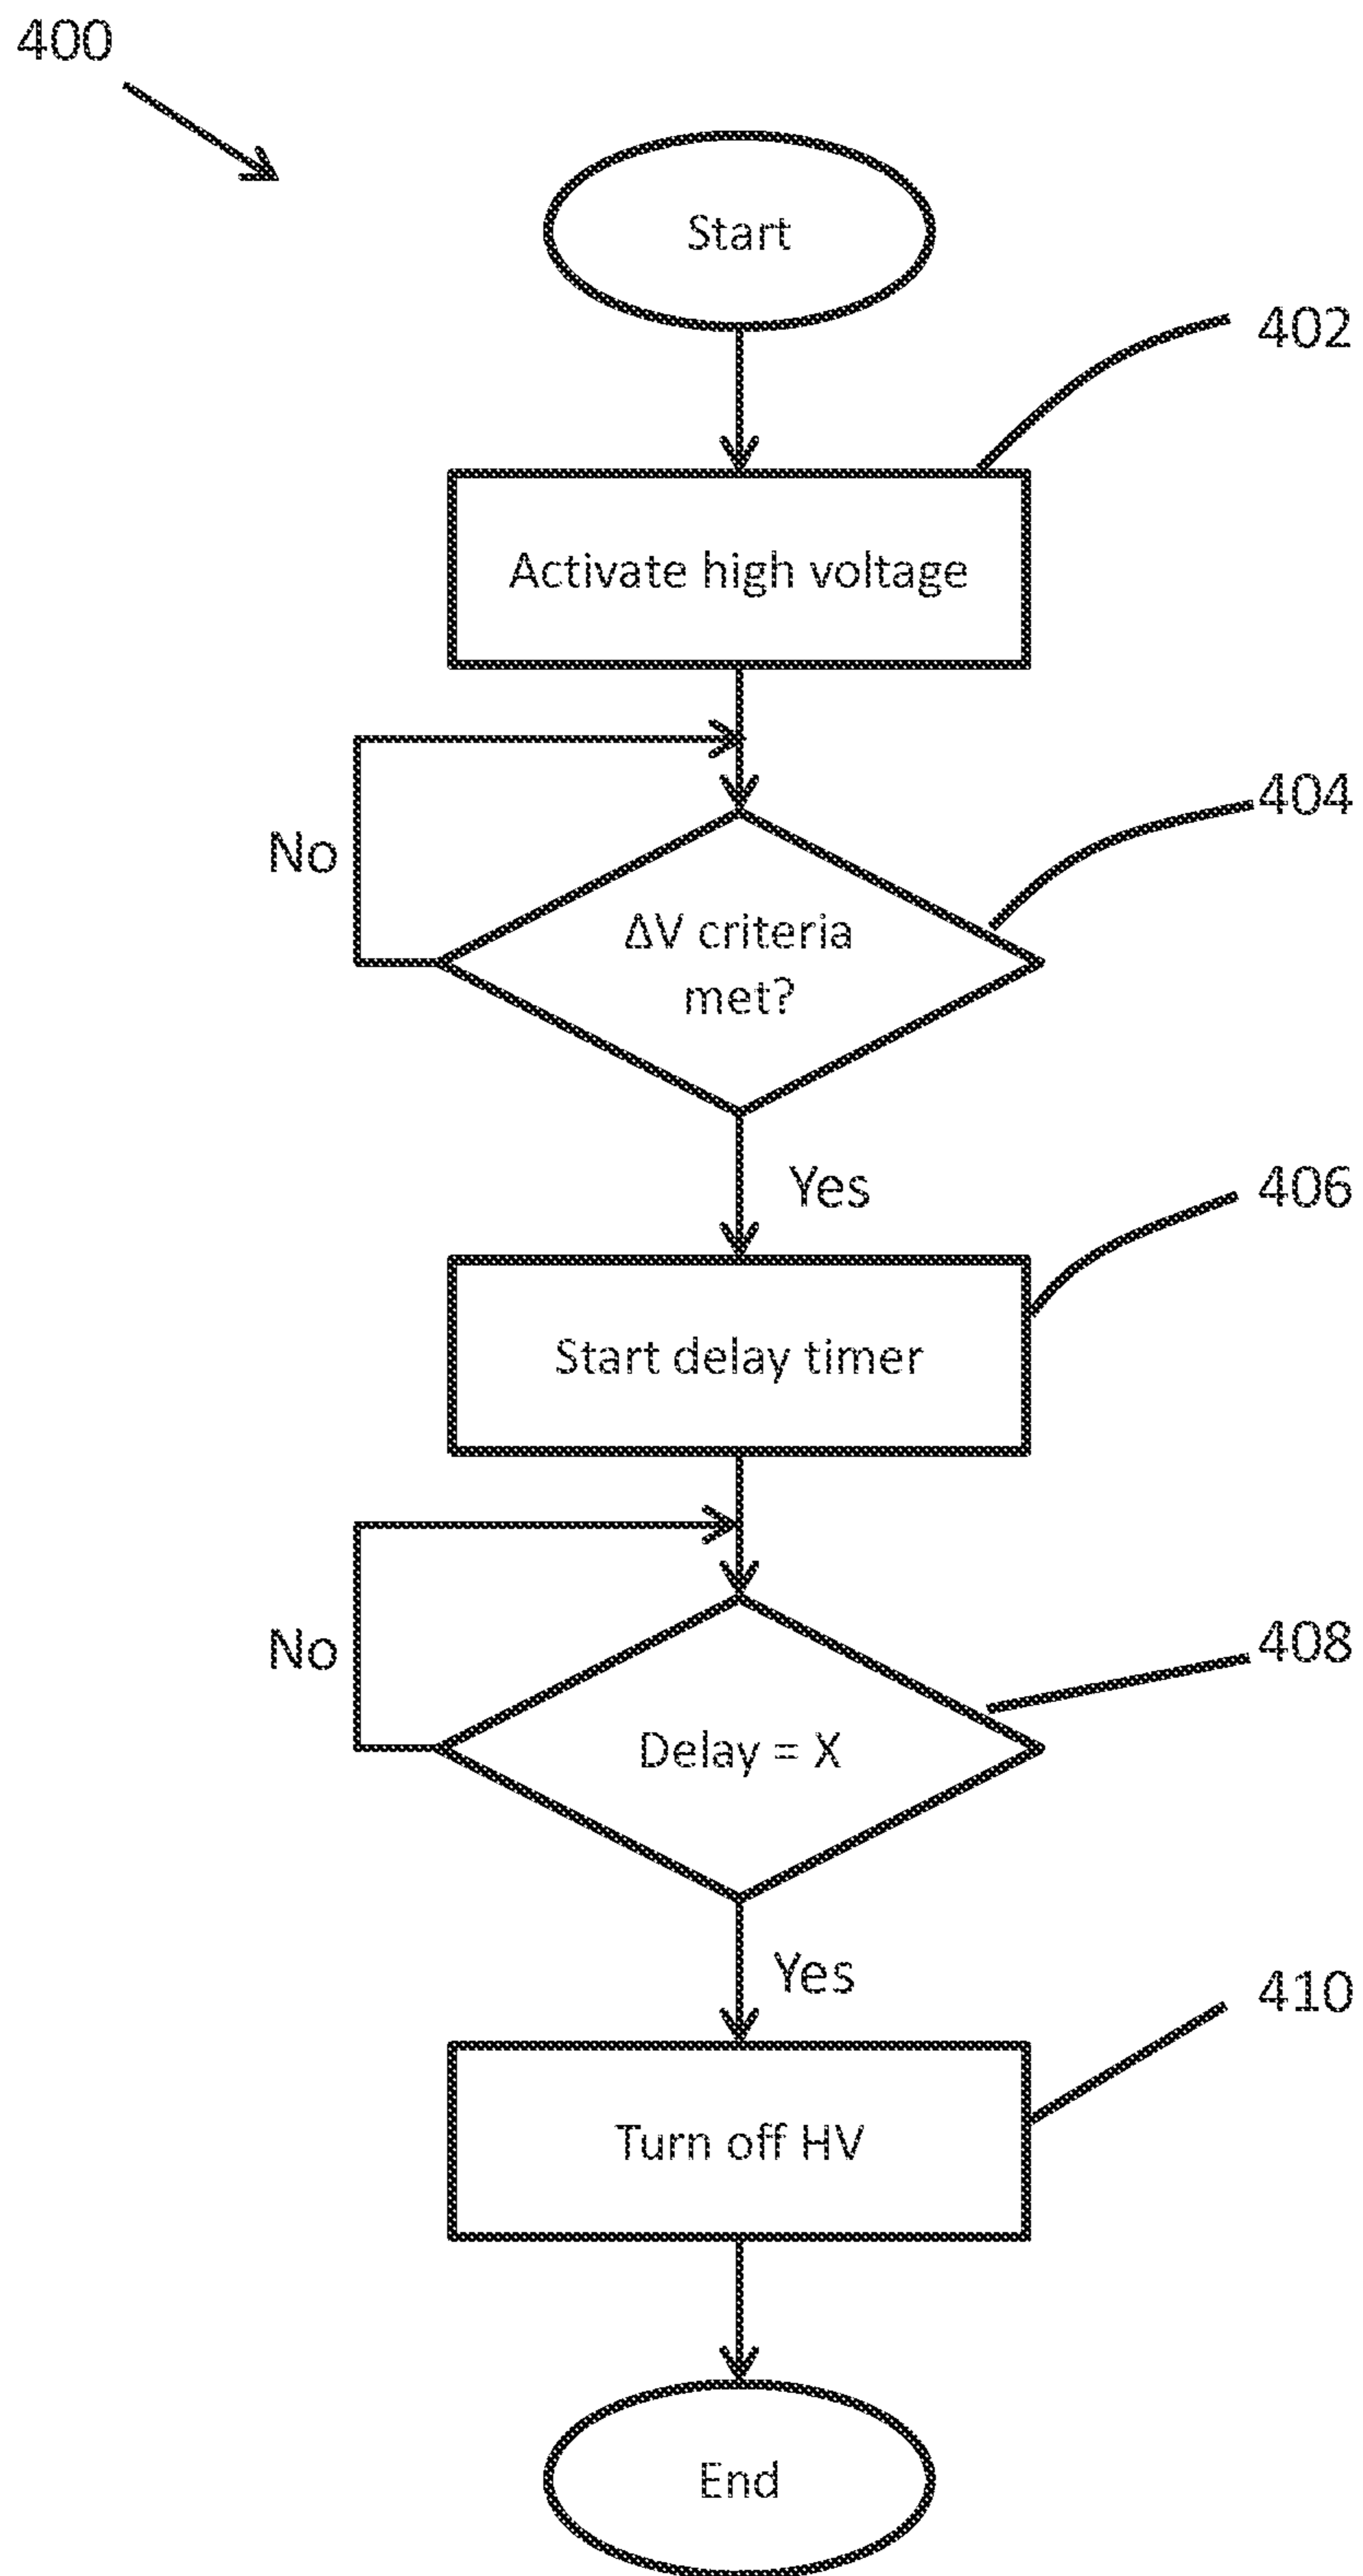 400
Start
402
Activate high voltage
404
No
ΔV criteria
met?
Yes
406
Start delay timer
408
No
Delay = X
Yes
410
Turn off HV
End